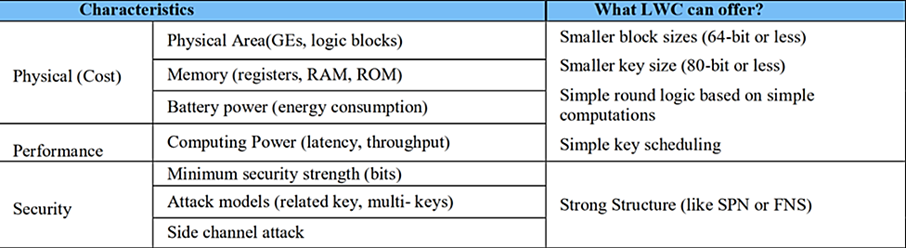 Characteristics What LWC can offer?
Physical (Cost)
Physical Area(GEs, logic blocks)
Memory (registers, RAM, ROM)
Battery power (energy consumption)
Performance
Computing Power (latency, throughput)
Smaller block sizes (64-bit or less)
Smaller key size (80-bit or less)
Simple round logic based on simple
computations
Simple key scheduling
Security
Minimum security strength (bits)
Attack models (related key, multi- keys)
Side channel attack
Strong Structure (like SPN or FNS)